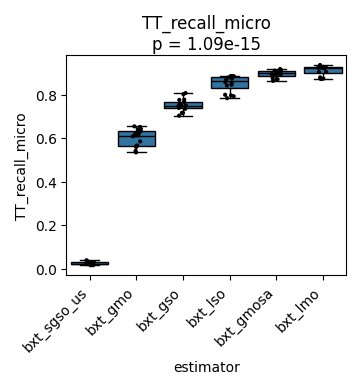 TT_recall_micro
p = 1.09e-15
TT_recall_micro
0.8
0.6
0.4
0.2
0.0
bxt_sgso_us
bxt_gmo
bxt_gso
bxt_lso
bxt_gmosa
bxt_lmo
estimator